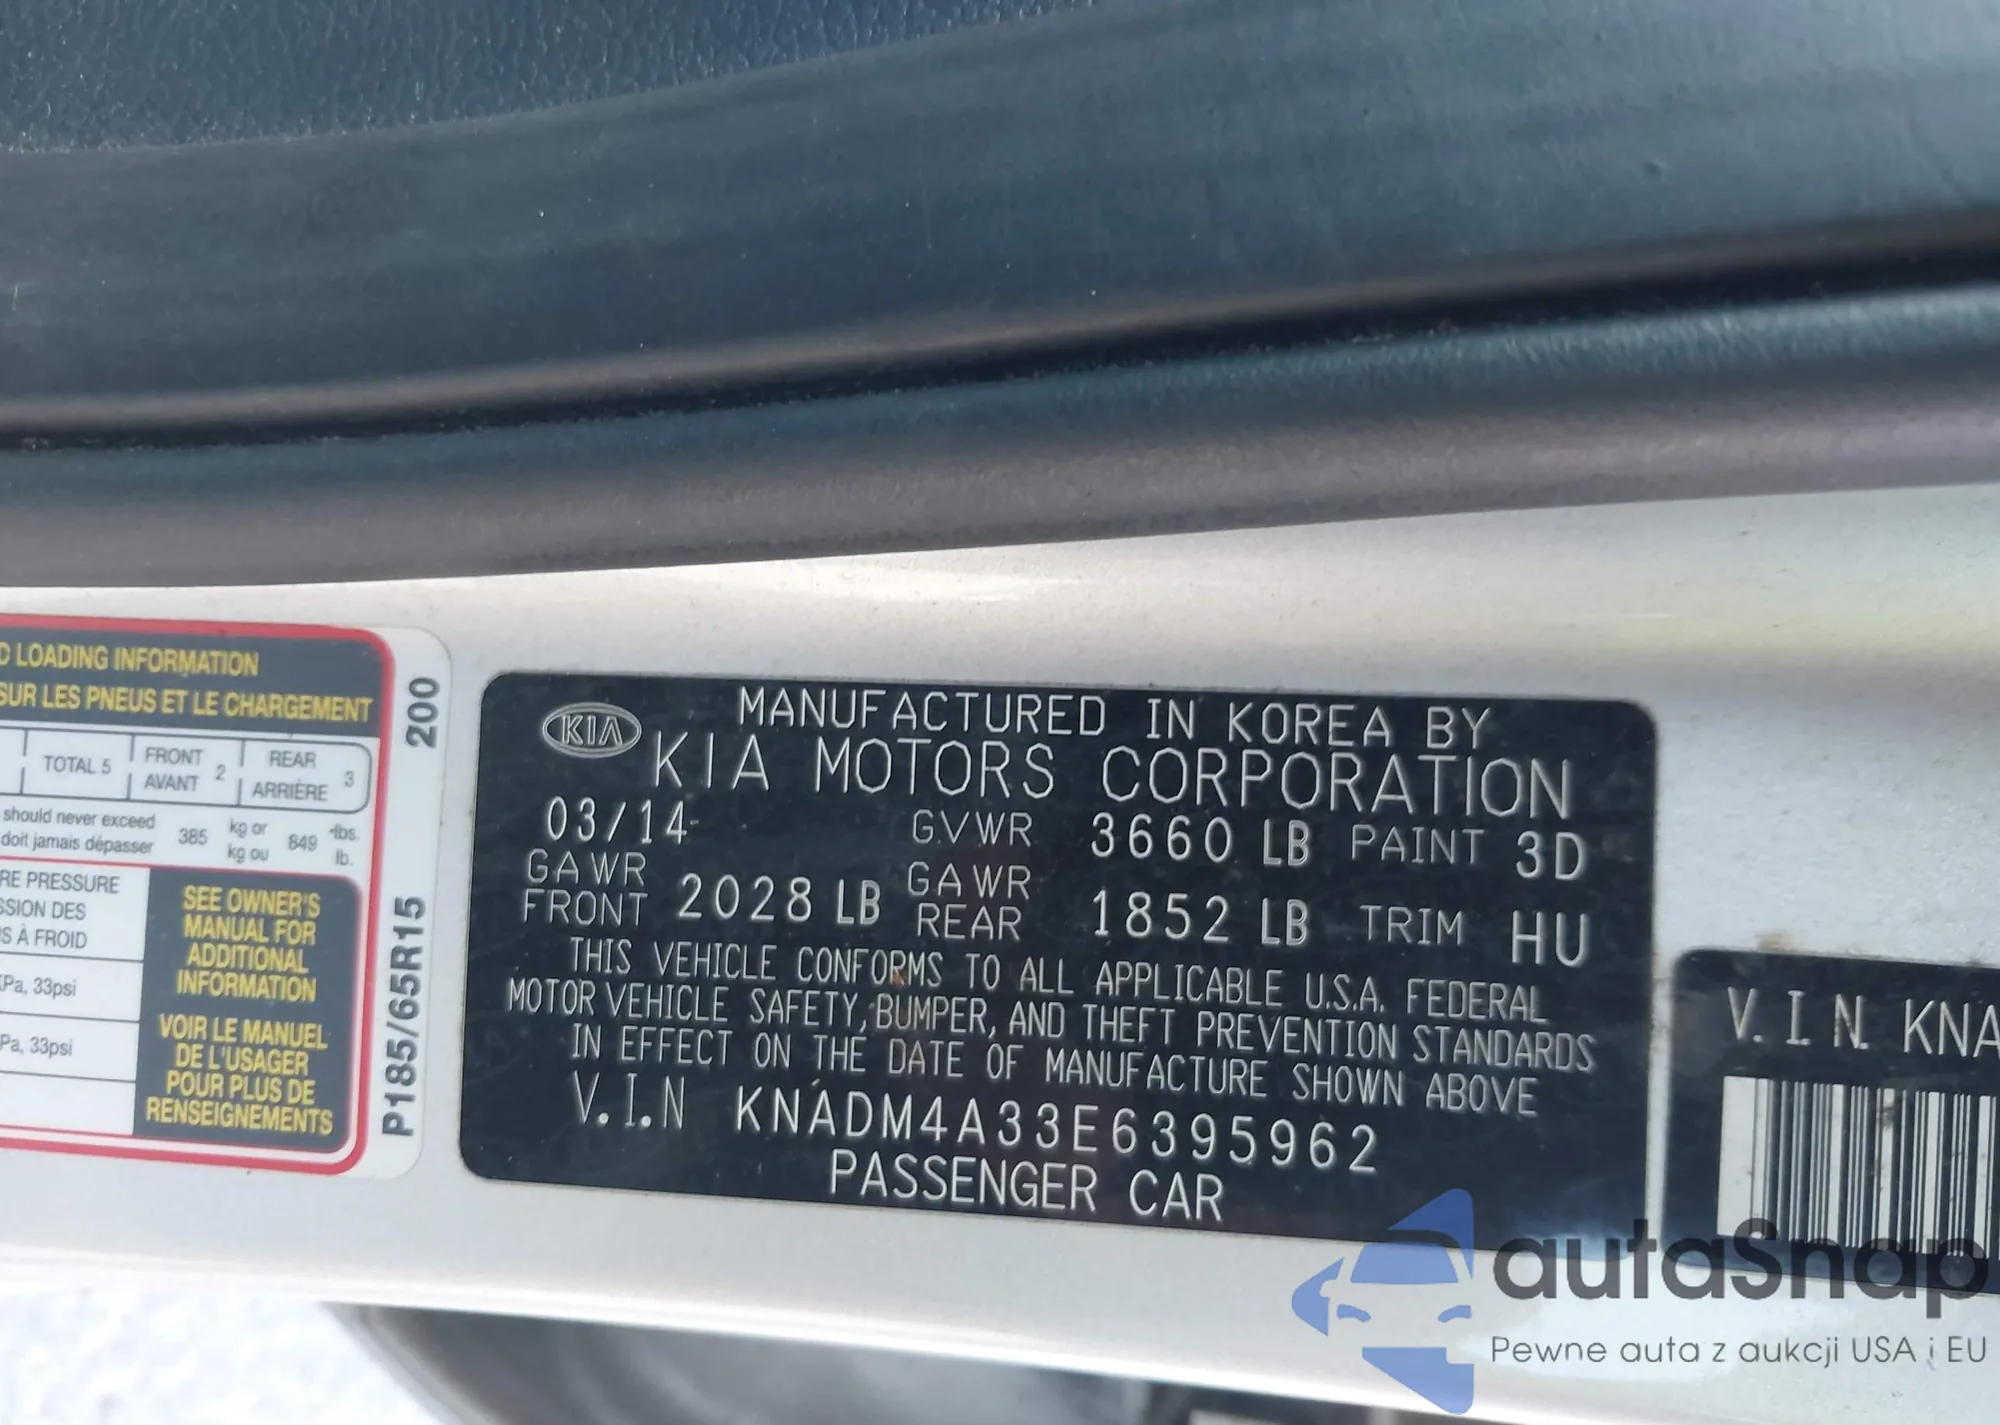 D LOADING INFORMATION
SUR LES PNEUS ET LE CHARGEMENT
TOTAL 5
FRONT
AVANT 2
REAR
ARRIÈRE 3
should never exceed
doit jamais dépasser
385
kg or
kg ou
849
lbs.
lb.
RE PRESSURE
SSION DES
S À FROID
KPa, 33psi
Pa, 33psi
SEE OWNER'S
MANUAL FOR
ADDITIONAL
INFORMATION
VOIR LE MANUEL
DE L'USAGER
POUR PLUS DE
RENSEIGNEMENTS
200
P185/65R15
KIA
MANUFACTURED IN KOREA BY
KIA MOTORS CORPORATION
03/14 GVWR 3660 LB PAINT 3D
GAWR FRONT 2028 LB GAWR REAR 1852 LB TRIM HU
THIS VEHICLE CONFORMS TO ALL APPLICABLE U.S.A. FEDERAL
MOTOR VEHICLE SAFETY, BUMPER, AND THEFT PREVENTION STANDARDS
IN EFFECT ON THE DATE OF MANUFACTURE SHOWN ABOVE
V.I.N KNADM4A33E6395962
PASSENGER CAR
V.I.N. KNA
autaSnap
Pewne auta z aukcji USA i EU